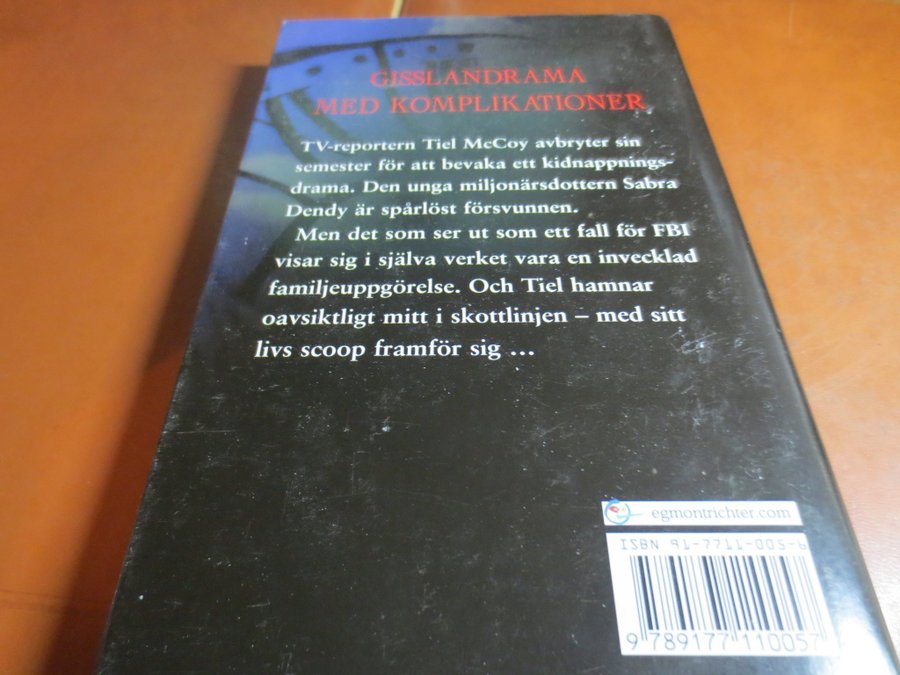 GISSLANDRAMA
MED KOMPLIKATIONER
TV-reportern Tiel McCoy avbryter sin
semester för att bevaka ett kidnappnings-
drama. Den unga miljonärsdottern Sabra
Dendy är spårlöst försvunnen.
Men det som ser ut som ett fall för FBI
visar sig i själva verket vara en invecklad
familjeuppgörelse. Och Tiel hamnar
oavsiktligt mitt i skottlinjen – med sitt
livs scoop framför sig ...
egmontrichter.com
ISBN 91-7711-005-6
9 789177 110057